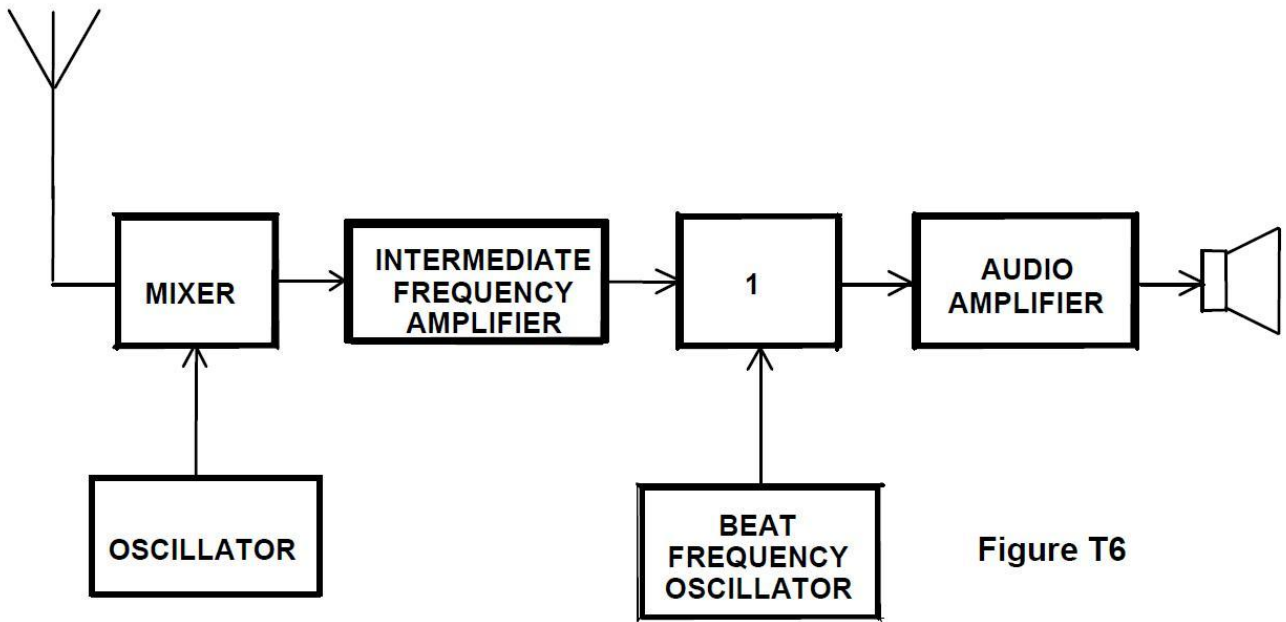 MIXER
INTERMEDIATE
FREQUENCY
AMPLIFIER
1
AUDIO
AMPLIFIER
OSCILLATOR
BEAT
FREQUENCY
OSCILLATOR
Figure T6